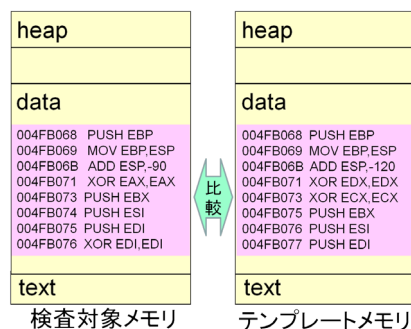 heap
data
004FB068 PUSH EBP
004FB069 MOV EBP,ESP
004FB06B ADD ESP,-90
004FB071 XOR EAX,EAX
004FB073 PUSH EBX
004FB074 PUSH ESI
004FB075 PUSH EDI
004FB076 XOR EDI,EDI
text
検査対象メモリ
比
較
heap
data
004FB068 PUSH EBP
004FB069 MOV EBP,ESP
004FB06B ADD ESP,-120
004FB071 XOR EDX,EDX
004FB073 XOR ECX,ECX
004FB075 PUSH EBX
004FB076 PUSH ESI
004FB077 PUSH EDI
text
テンプレートメモリ